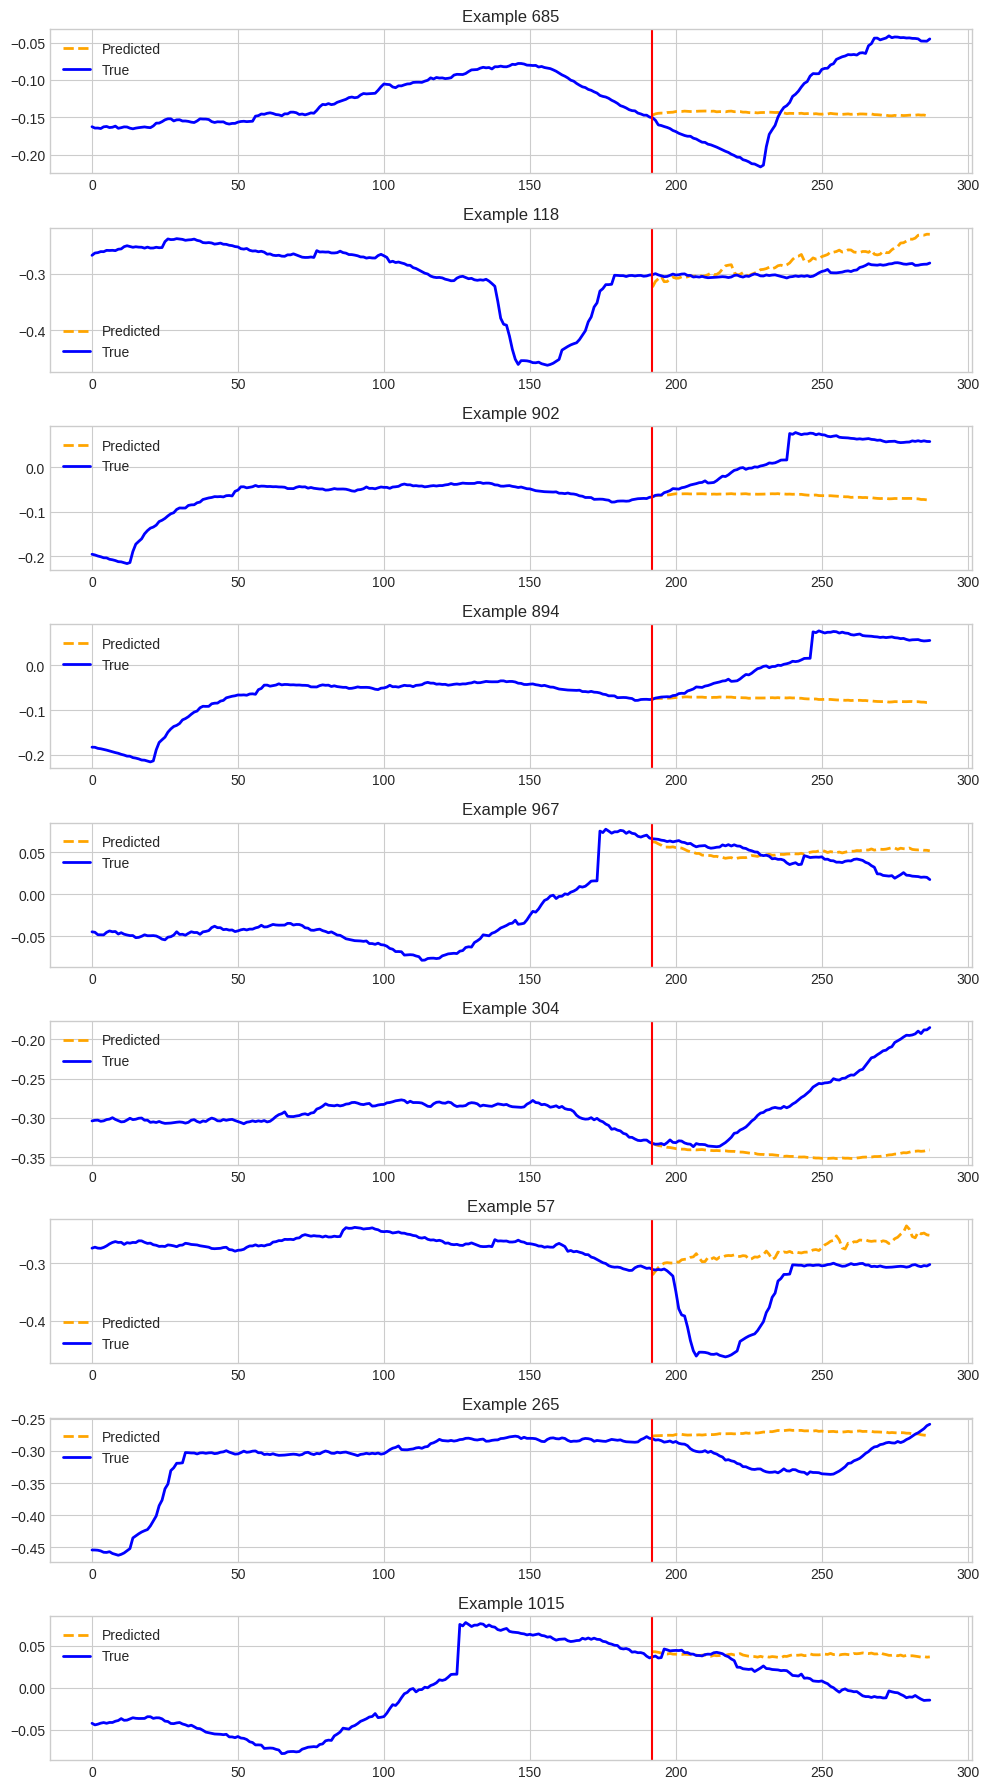 Example 685
−0.05
−0.10
−0.15
−0.20
Predicted
True
0 50 100 150 200 250 300
Example 118
−0.3
−0.4
Predicted
True
0 50 100 150 200 250 300
Example 902
0.0
−0.1
−0.2
Predicted
True
0 50 100 150 200 250 300
Example 894
0.0
−0.1
−0.2
Predicted
True
0 50 100 150 200 250 300
Example 967
0.05
0.00
−0.05
Predicted
True
0 50 100 150 200 250 300
Example 304
−0.20
−0.25
−0.30
−0.35
Predicted
True
0 50 100 150 200 250 300
Example 57
−0.3
−0.4
Predicted
True
0 50 100 150 200 250 300
Example 265
−0.25
−0.30
−0.35
−0.40
−0.45
Predicted
True
0 50 100 150 200 250 300
Example 1015
0.05
0.00
−0.05
Predicted
True
0 50 100 150 200 250 300